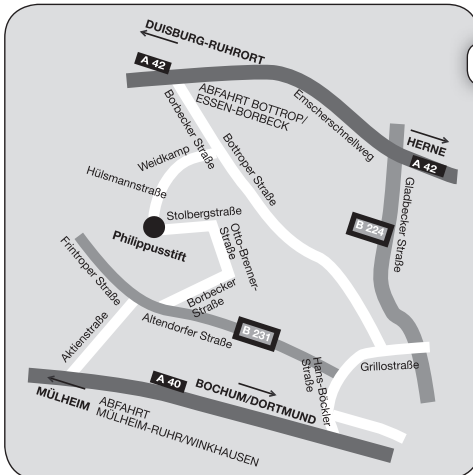 DUISBURG-RUHRORT
A 42
ABFAHRT BOTTROP/
ESSEN-BORBECK
Emscherschnellweg
HERNE
A 42
Borbecker
Straße
Bottroper Straße
Weidkamp
Hülsmannstraße
Stolbergstraße
Philippusstift
Otto-Brenner-
Straße
B 224
Gladbecker Straße
Frintroper Straße
Borbecker
Straße
Aktienstraße
Altendorfer Straße
B 231
Hans-Böckler
Straße
Grillostraße
A 40
BOCHUM/DORTMUND
MÜLHEIM
ABFAHRT
MÜLHEIM-RUHR/WINKHAUSEN